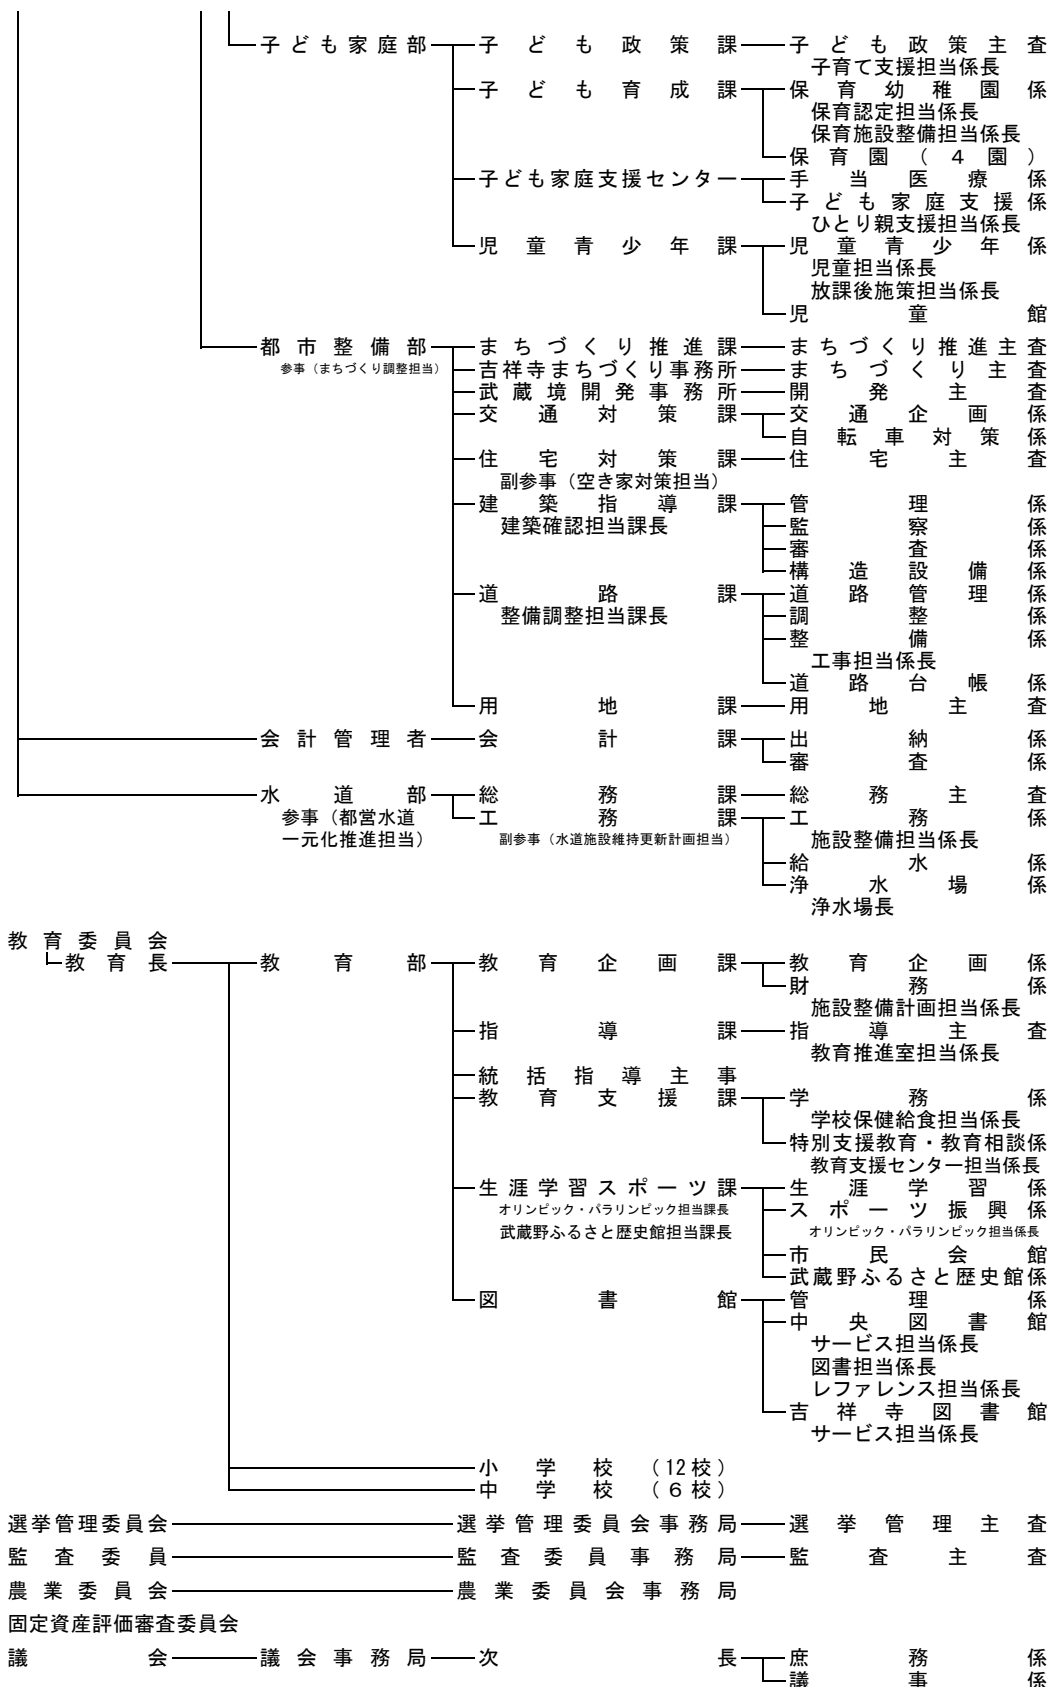 子ども家庭部 子ども政策課 子ども政策主査
子育て支援担当係長
子ども育成課 保育幼稚園係
保育認定担当係長
保育施設整備担当係長
保育園（4園）
子ども家庭支援センター 手当医療係
子ども家庭支援係
ひとり親支援担当係長
児童青少年課 児童青少年係
児童担当係長
放課後施策担当係長
児童館
都市整備部 まちづくり推進課 まちづくり推進主査
参事（まちづくり調整担当） 吉祥寺まちづくり事務所 まちづくり主査
武蔵境開発事務所 開発主査
交通対策課 交通企画係
自転車対策係
住宅対策課 住宅主査
副参事（空き家対策担当）
建築指導課 管理係
建築確認担当課長 監察係
審査係
構造設備係
道路課 道路管理係
整備調整担当課長 調整係
整備係
工事担当係長
道路台帳係
用地課 用地主査
会計管理者 会計課 出納係
審査係
水道部 総務課 総務主査
参事（都営水道 工務課 工務係
一元化推進担当） 副参事（水道施設維持更新計画担当） 施設整備担当係長
給水係
浄水場係
浄水場長
教育委員会
教育長 教育部 教育企画課 教育企画係
財務係
施設整備計画担当係長
指導課 指導主査
教育推進室担当係長
統括指導主事
教育支援課 学務係
学校保健給食担当係長
特別支援教育・教育相談係
教育支援センター担当係長
生涯学習スポーツ課 生涯学習係
オリンピック・パラリンピック担当課長 スポーツ振興係
武蔵野ふるさと歴史館担当課長 オリンピック・パラリンピック担当係長
市民会館
武蔵野ふるさと歴史館係
図書館 管理係
中央図書館
サービス担当係長
図書担当係長
レファレンス担当係長
吉祥寺図書館
サービス担当係長
小学校（12校）
中学校（6校）
選挙管理委員会 選挙管理委員会事務局 選挙管理主査
監査委員 監査委員事務局 監査主査
農業委員会 農業委員会事務局
固定資産評価審査委員会
議会 議会事務局 次長 庶務係
議事係